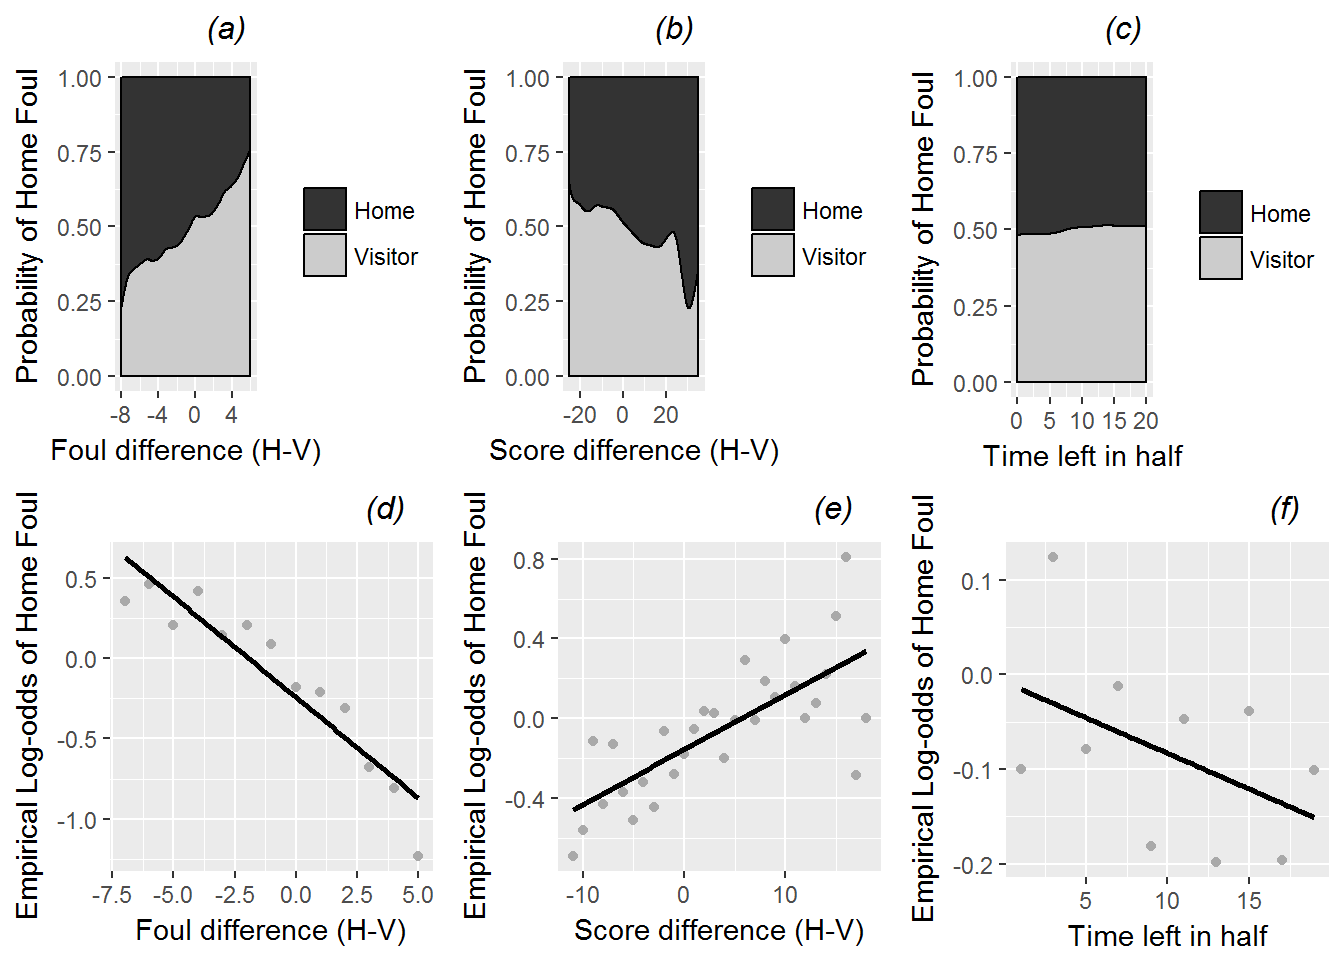 (a)
Probability of Home Foul
1.00
0.75
0.50
0.25
0.00
-8 -4 0 4
Foul difference (H-V)
Home
Visitor
(b)
Probability of Home Foul
1.00
0.75
0.50
0.25
0.00
-20 0 20
Score difference (H-V)
Home
Visitor
(c)
Probability of Home Foul
1.00
0.75
0.50
0.25
0.00
0 5 10 15 20
Time left in half
Home
Visitor
(d)
Empirical Log-odds of Home Foul
0.5
0.0
-0.5
-1.0
-7.5 -5.0 -2.5 0.0 2.5 5.0
Foul difference (H-V)
(e)
Empirical Log-odds of Home Foul
0.8
0.4
0.0
-0.4
-10 0 10
Score difference (H-V)
(f)
Empirical Log-odds of Home Foul
0.1
0.0
-0.1
-0.2
5 10 15
Time left in half